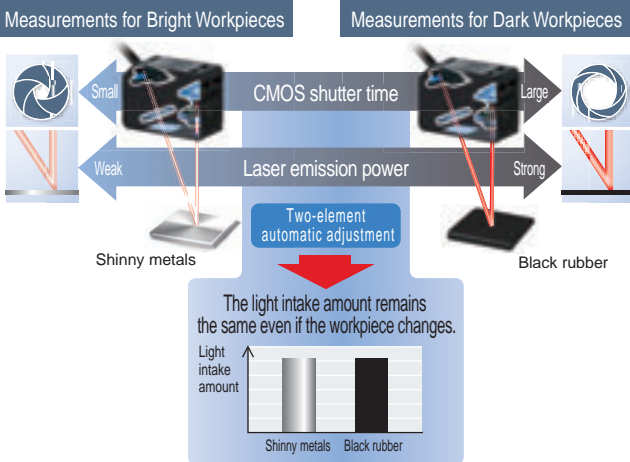 Measurements for Bright Workpieces
Measurements for Dark Workpieces
Small
CMOS shutter time
Large
Weak
Laser emission power
Strong
Two-element
automatic adjustment
Shinny metals
Black rubber
The light intake amount remains
the same even if the workpiece changes.
Light
intake
amount
Shinny metals
Black rubber